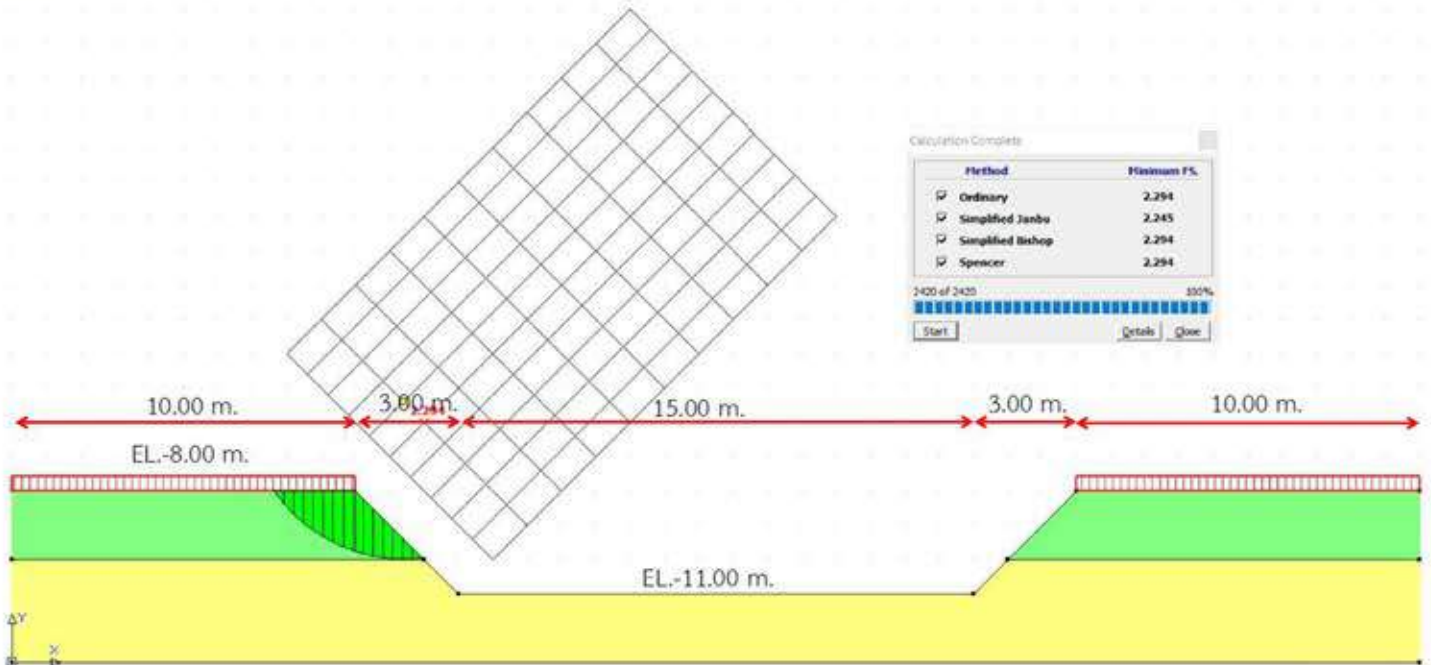 Calculation Complete
Method Minimum FS.
Ordinary 2.294
Simplified Janbu 2.245
Simplified Bishop 2.294
Spencer 2.294
2420 of 2420 100%
Start Details Close
10.00 m. 3.00 m. 15.00 m. 3.00 m. 10.00 m.
2.294
EL.-8.00 m.
EL.-11.00 m.
Y
X